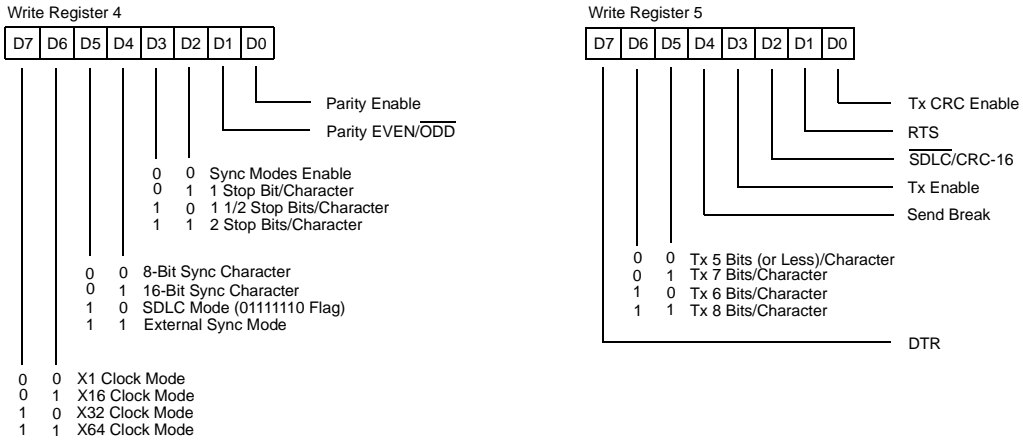 Write Register 4
D7 D6 D5 D4 D3 D2 D1 D0
Parity Enable
Parity EVEN/ODD
0 0 Sync Modes Enable
0 1 1 Stop Bit/Character
1 0 1 1/2 Stop Bits/Character
1 1 2 Stop Bits/Character
0 0 8-Bit Sync Character
0 1 16-Bit Sync Character
1 0 SDLC Mode (01111110 Flag)
1 1 External Sync Mode
0 0 X1 Clock Mode
0 1 X16 Clock Mode
1 0 X32 Clock Mode
1 1 X64 Clock Mode
Write Register 5
D7 D6 D5 D4 D3 D2 D1 D0
Tx CRC Enable
RTS
SDLC/CRC-16
Tx Enable
Send Break
0 0 Tx 5 Bits (or Less)/Character
0 1 Tx 7 Bits/Character
1 0 Tx 6 Bits/Character
1 1 Tx 8 Bits/Character
DTR